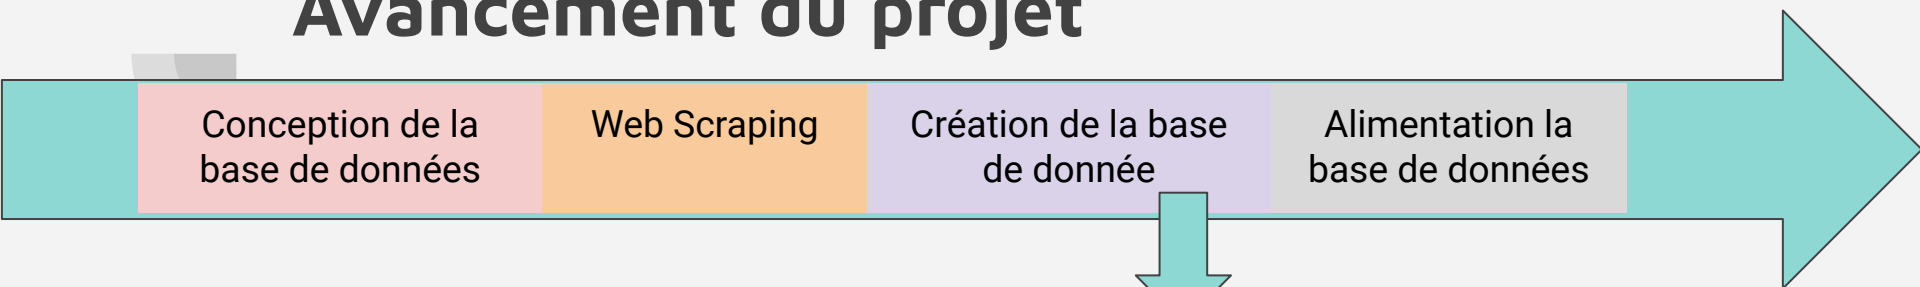 Avancement du projet
Conception de la
base de données
Web Scraping
Création de la base
de donnée
Alimentation la
base de données